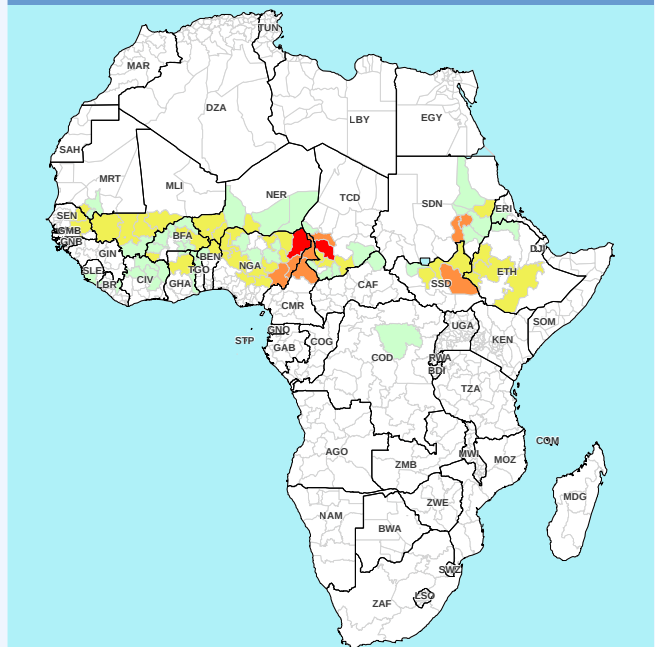 TUN
MAR
DZA
LBY
EGY
SAH
MRT
MLI
NER
TCD
SDN
ERI
SEN
GMB
GNB
BFA
BEN
DJI
GIN
NGA
ETH
SLE
LBR
CIV
GHA
TGO
CAF
SSD
CMR
SOM
GNQ
UGA
STP
GAB
COG
KEN
COD
RWA
BDI
TZA
COM
AGO
MWI
ZMB
MOZ
MDG
ZWE
NAM
BWA
SWZ
LSO
ZAF